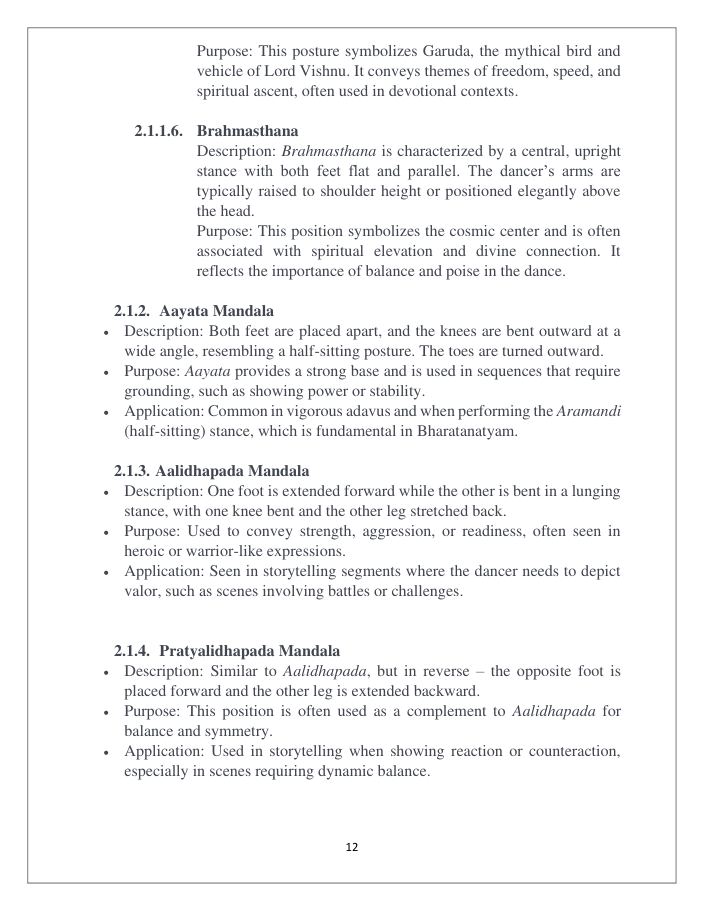 Purpose: This posture symbolizes Garuda, the mythical bird and
vehicle of Lord Vishnu. It conveys themes of freedom, speed, and
spiritual ascent, often used in devotional contexts.
2.1.1.6. Brahmasthana
Description: Brahmasthana is characterized by a central, upright
stance with both feet flat and parallel. The dancer’s arms are
typically raised to shoulder height or positioned elegantly above
the head.
Purpose: This position symbolizes the cosmic center and is often
associated with spiritual elevation and divine connection. It
reflects the importance of balance and poise in the dance.
2.1.2. Aayata Mandala
• Description: Both feet are placed apart, and the knees are bent outward at a
wide angle, resembling a half-sitting posture. The toes are turned outward.
• Purpose: Aayata provides a strong base and is used in sequences that require
grounding, such as showing power or stability.
• Application: Common in vigorous adavus and when performing the Aramandi
(half-sitting) stance, which is fundamental in Bharatanatyam.
2.1.3. Aalidhapada Mandala
• Description: One foot is extended forward while the other is bent in a lunging
stance, with one knee bent and the other leg stretched back.
• Purpose: Used to convey strength, aggression, or readiness, often seen in
heroic or warrior-like expressions.
• Application: Seen in storytelling segments where the dancer needs to depict
valor, such as scenes involving battles or challenges.
2.1.4. Pratyalidhapada Mandala
• Description: Similar to Aalidhapada, but in reverse – the opposite foot is
placed forward and the other leg is extended backward.
• Purpose: This position is often used as a complement to Aalidhapada for
balance and symmetry.
• Application: Used in storytelling when showing reaction or counteraction,
especially in scenes requiring dynamic balance.
12